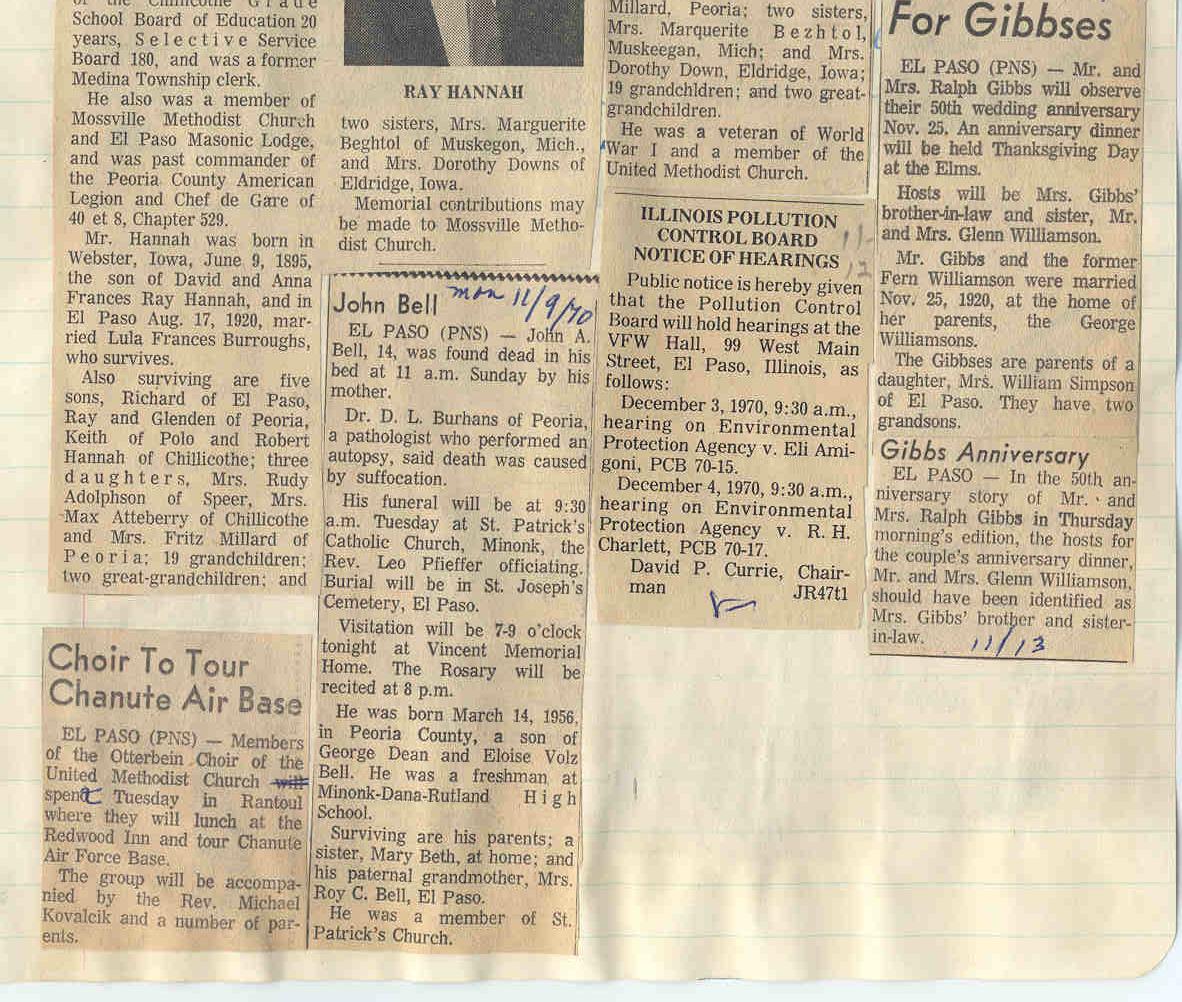 of the Chillicothe Grade
School Board of Education 20
years, Selective Service
Board 180, and was a former
Medina Township clerk.
He also was a member of
Mossville Methodist Church
and El Paso Masonic Lodge,
and was past commander of
the Peoria County American
Legion and Chef de Gare of
40 et 8, Chapter 529.
Mr. Hannah was born in
Webster, Iowa, June 9, 1895,
the son of David and Anna
Frances Ray Hannah, and in
El Paso Aug. 17, 1920, mar-
ried Lula Frances Burroughs,
who survives.
Also surviving are five
sons, Richard of El Paso,
Ray and Glenden of Peoria,
Keith of Polo and Robert
Hannah of Chillicothe; three
daughters, Mrs. Rudy
Adolphson of Speer, Mrs.
Max Atteberry of Chillicothe
and Mrs. Fritz Millard of
Peoria; 19 grandchildren;
two great-grandchildren; and
RAY HANNAH
two sisters, Mrs. Marguerite
Beghtol of Muskegon, Mich.,
and Mrs. Dorothy Downs of
Eldridge, Iowa.
Memorial contributions may
be made to Mossville Metho-
dist Church.
Millard, Peoria; two sisters,
Mrs. Marquerite Bezhtol,
Muskeegan, Mich; and Mrs.
Dorothy Down, Eldridge, Iowa;
19 grandchldren; and two great-
grandchildren.
He was a veteran of World
War I and a member of the
United Methodist Church.
For Gibbses
EL PASO (PNS) — Mr. and
Mrs. Ralph Gibbs will observe
their 50th wedding anniversary
Nov. 25. An anniversary dinner
will be held Thanksgiving Day
at the Elms.
Hosts will be Mrs. Gibbs'
brother-in-law and sister, Mr.
and Mrs. Glenn Williamson.
Mr. Gibbs and the former
Fern Williamson were married
Nov. 25, 1920, at the home of
her parents, the George
Williamsons.
The Gibbses are parents of a
daughter, Mrs. William Simpson
of El Paso. They have two
grandsons.
Gibbs Anniversary
EL PASO — In the 50th an-
niversary story of Mr. and
Mrs. Ralph Gibbs in Thursday
morning's edition, the hosts for
the couple's anniversary dinner,
Mr. and Mrs. Glenn Williamson,
should have been identified as
Mrs. Gibbs' brother and sister-
in-law.
11/13
ILLINOIS POLLUTION
CONTROL BOARD
NOTICE OF HEARINGS
11-
12
Public notice is hereby given
that the Pollution Control
Board will hold hearings at the
VFW Hall, 99 West Main
Street, El Paso, Illinois, as
follows:
December 3, 1970, 9:30 a.m.,
hearing on Environmental
Protection Agency v. Eli Ami-
goni, PCB 70-15.
December 4, 1970, 9:30 a.m.,
hearing on Environmental
Protection Agency v. R. H.
Charlett, PCB 70-17.
David P. Currie, Chair-
man JR47t1
John Bell
mon 11/9/70
EL PASO (PNS) — John A.
Bell, 14, was found dead in his
bed at 11 a.m. Sunday by his
mother.
Dr. D. L. Burhans of Peoria,
a pathologist who performed an
autopsy, said death was caused
by suffocation.
His funeral will be at 9:30
a.m. Tuesday at St. Patrick's
Catholic Church, Minonk, the
Rev. Leo Pfieffer officiating.
Burial will be in St. Joseph's
Cemetery, El Paso.
Visitation will be 7-9 o'clock
tonight at Vincent Memorial
Home. The Rosary will be
recited at 8 p.m.
He was born March 14, 1956,
in Peoria County, a son of
George Dean and Eloise Volz
Bell. He was a freshman at
Minonk-Dana-Rutland High
School.
Surviving are his parents; a
sister, Mary Beth, at home; and
his paternal grandmother, Mrs.
Roy C. Bell, El Paso.
He was a member of St.
Patrick's Church.
Choir To Tour
Chanute Air Base
EL PASO (PNS) — Members
of the Otterbein Choir of the
United Methodist Church will
spent Tuesday in Rantoul
where they will lunch at the
Redwood Inn and tour Chanute
Air Force Base.
The group will be accompa-
nied by the Rev. Michael
Kovalcik and a number of par-
ents.